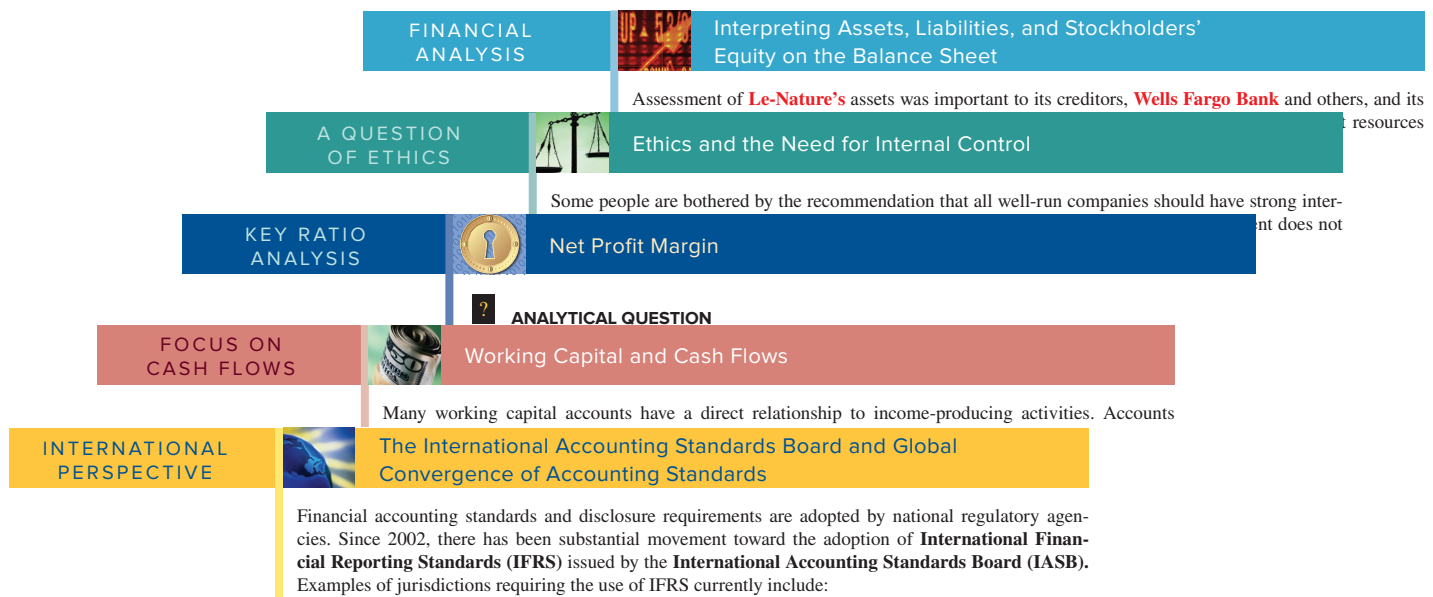 FINANCIAL
ANALYSIS
Interpreting Assets, Liabilities, and Stockholders’
Equity on the Balance Sheet
Assessment of Le-Nature’s assets was important to its creditors, Wells Fargo Bank and others, and its
resources
A QUESTION
OF ETHICS
Ethics and the Need for Internal Control
Some people are bothered by the recommendation that all well-run companies should have strong inter-
does not
KEY RATIO
ANALYSIS
Net Profit Margin
?
ANALYTICAL QUESTION
FOCUS ON
CASH FLOWS
Working Capital and Cash Flows
Many working capital accounts have a direct relationship to income-producing activities. Accounts
INTERNATIONAL
PERSPECTIVE
The International Accounting Standards Board and Global
Convergence of Accounting Standards
Financial accounting standards and disclosure requirements are adopted by national regulatory agen-
cies. Since 2002, there has been substantial movement toward the adoption of International Finan-
cial Reporting Standards (IFRS) issued by the International Accounting Standards Board (IASB).
Examples of jurisdictions requiring the use of IFRS currently include: